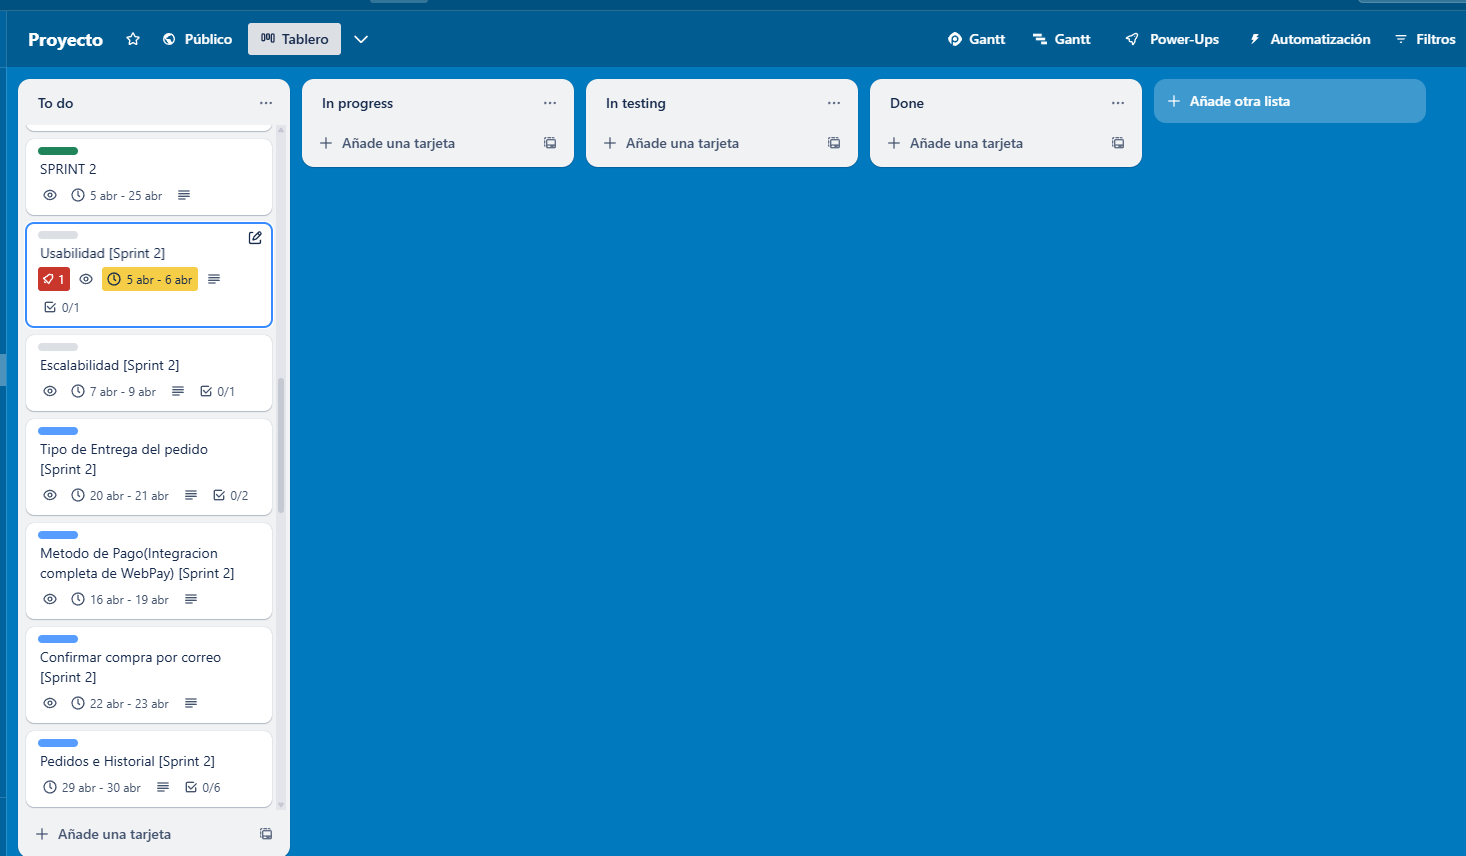 Proyecto
Público
Tablero
Gantt
Gantt
Power-Ups
Automatización
Filtros
To do
SPRINT 2
5 abr - 25 abr
Usabilidad [Sprint 2]
1
5 abr - 6 abr
0/1
Escalabilidad [Sprint 2]
7 abr - 9 abr
0/1
Tipo de Entrega del pedido
[Sprint 2]
20 abr - 21 abr
0/2
Metodo de Pago(Integracion
completa de WebPay) [Sprint 2]
16 abr - 19 abr
Confirmar compra por correo
[Sprint 2]
22 abr - 23 abr
Pedidos e Historial [Sprint 2]
29 abr - 30 abr
0/6
Añade una tarjeta
In progress
Añade una tarjeta
In testing
Añade una tarjeta
Done
Añade una tarjeta
Añade otra lista